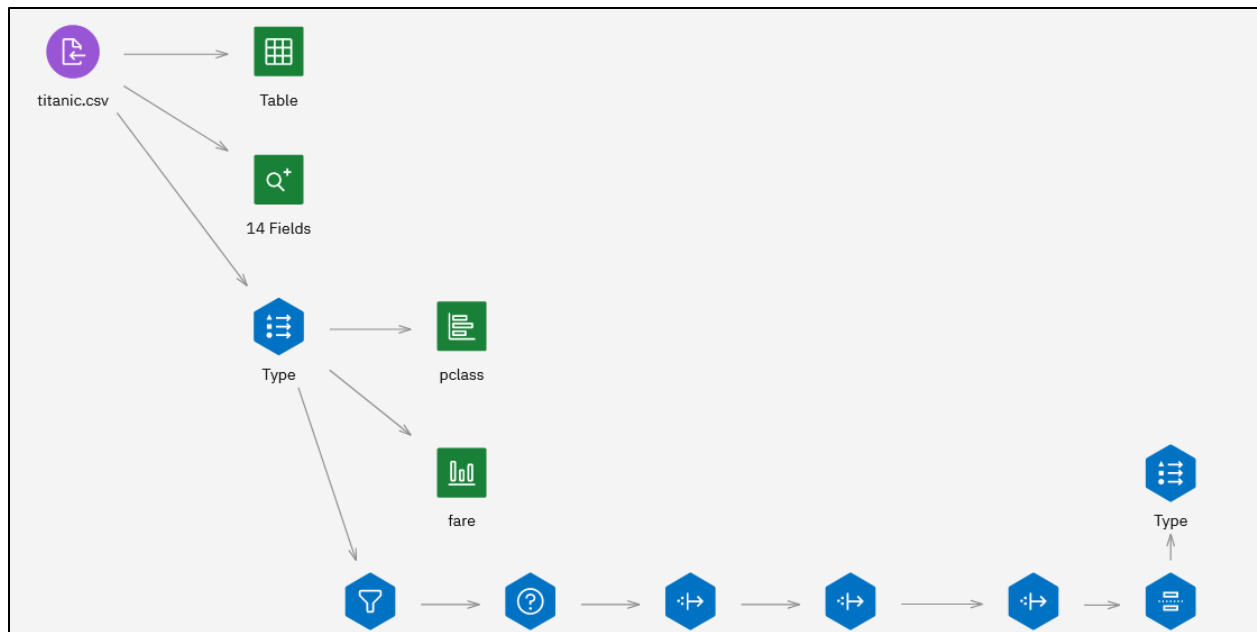 titanic.csv
Table
14 Fields
Type
pclass
fare
Type